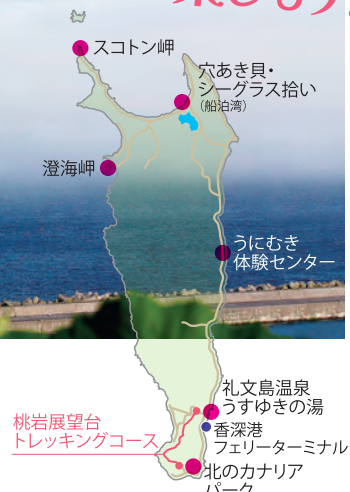 スコトン岬
穴あき貝・
シーグラス拾い
（船泊湾）
澄海岬
うにむき
体験センター
礼文島温泉
うすゆきの湯
香深港
フェリーターミナル
桃岩展望台
トレッキングコース
北のカナリア
パーク